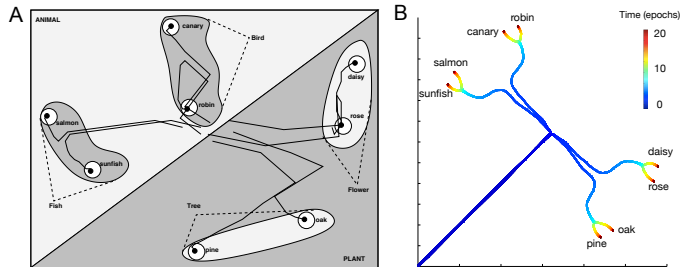 A
ANIMAL
canary
Bird
robin
daisy
rose
salmon
sunfish
Fish
Flower
Tree
oak
pine
PLANT
B
robin
canary
salmon
sunfish
Time (epochs)
20
10
0
daisy
rose
oak
pine